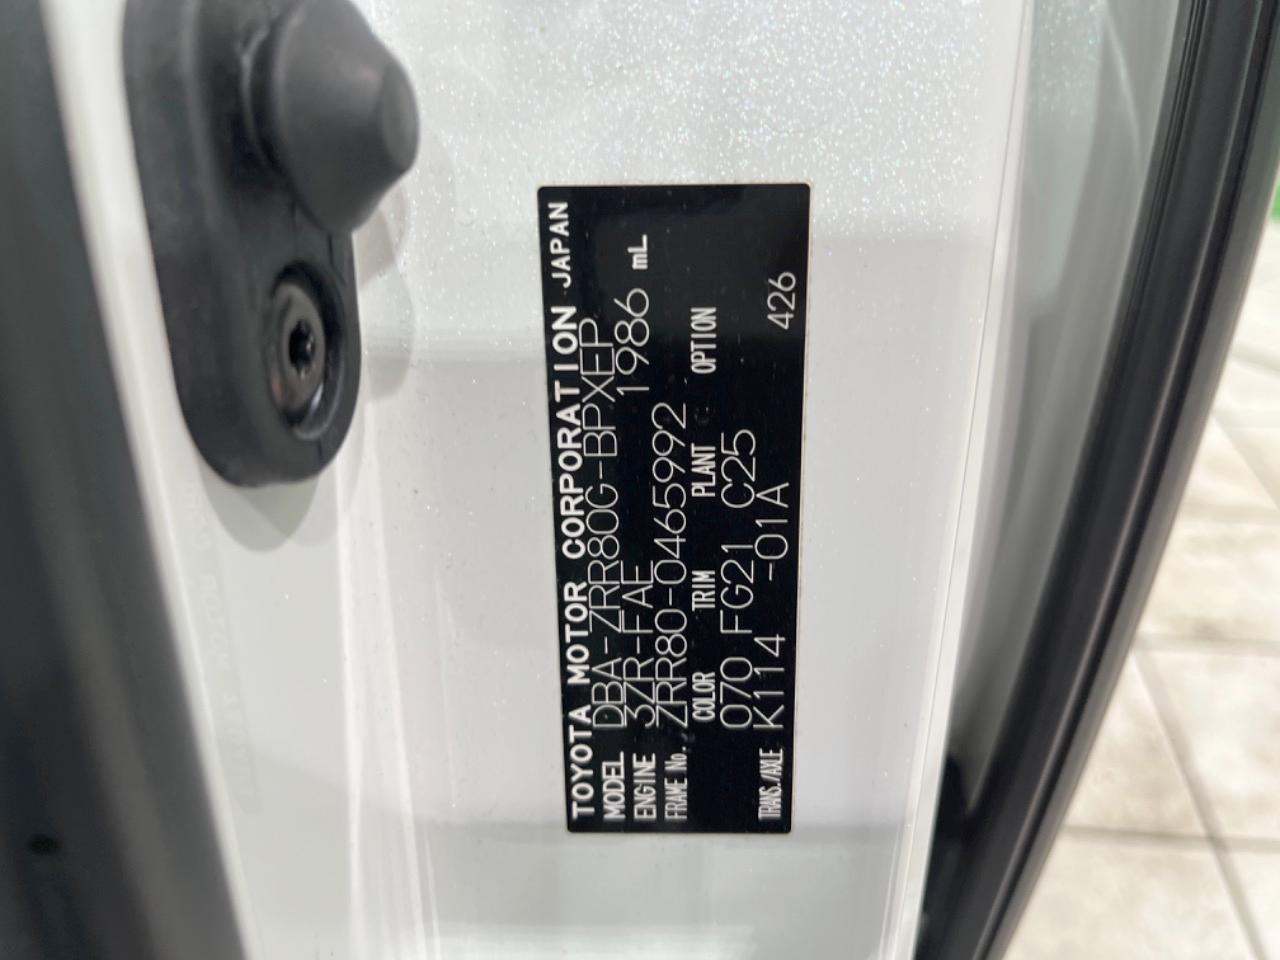 TOYOTA MOTOR CORPORATION JAPAN
MODEL DBA-ZRR80G-BPXEP
ENGINE 3ZR-FAE 1986 mL
FRAME No. ZRR80-0465992
COLOR TRIM PLANT OPTION
070 FG21 C25
TRANS./AXLE K114 -01A 426